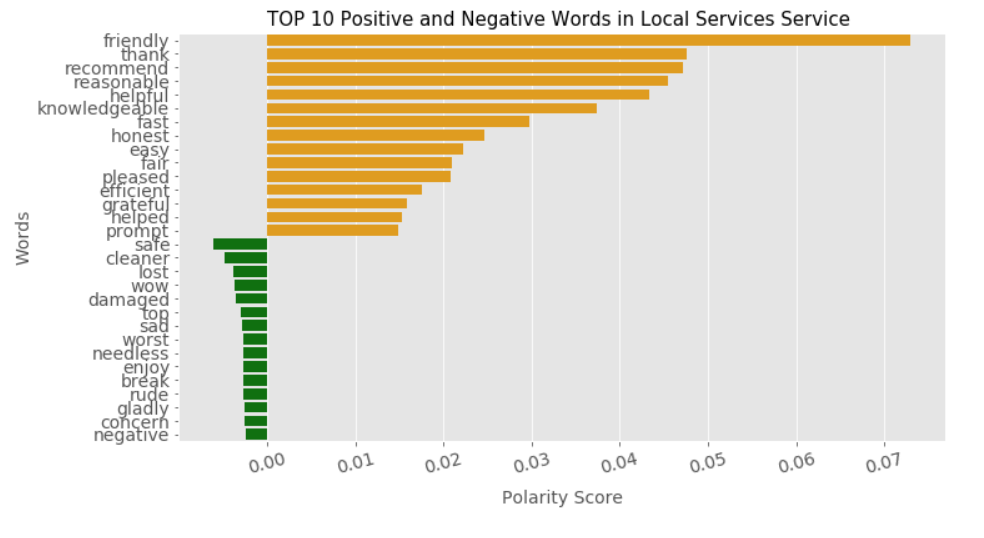 TOP 10 Positive and Negative Words in Local Services Service
friendly
thank
recommend
reasonable
helpful
knowledgeable
fast
honest
easy
fair
pleased
efficient
grateful
helped
prompt
safe
cleaner
lost
wow
damaged
top
sad
worst
needless
enjoy
break
rude
gladly
concern
negative
Words
0.00 0.01 0.02 0.03 0.04 0.05 0.06 0.07
Polarity Score